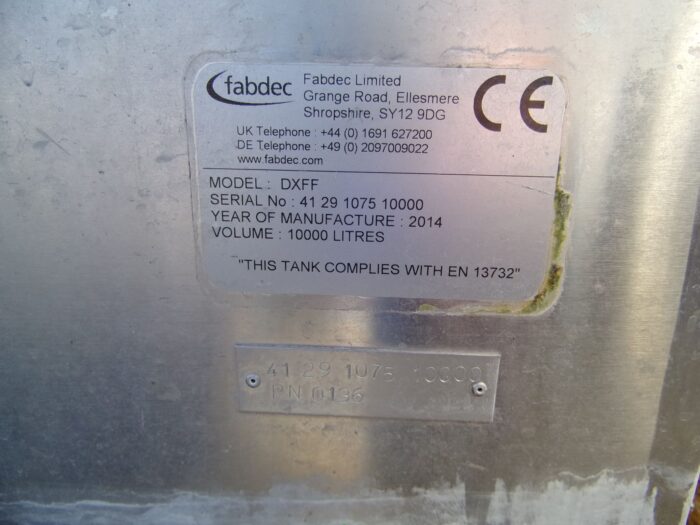 fabdec
Fabdec Limited
Grange Road, Ellesmere
Shropshire, SY12 9DG
CE
UK Telephone : +44 (0) 1691 627200
DE Telephone : +49 (0) 2097009022
www.fabdec.com
MODEL : DXFF
SERIAL No : 41 29 1075 10000
YEAR OF MANUFACTURE : 2014
VOLUME : 10000 LITRES
"THIS TANK COMPLIES WITH EN 13732"
41 29 1075 10000
PN 0136